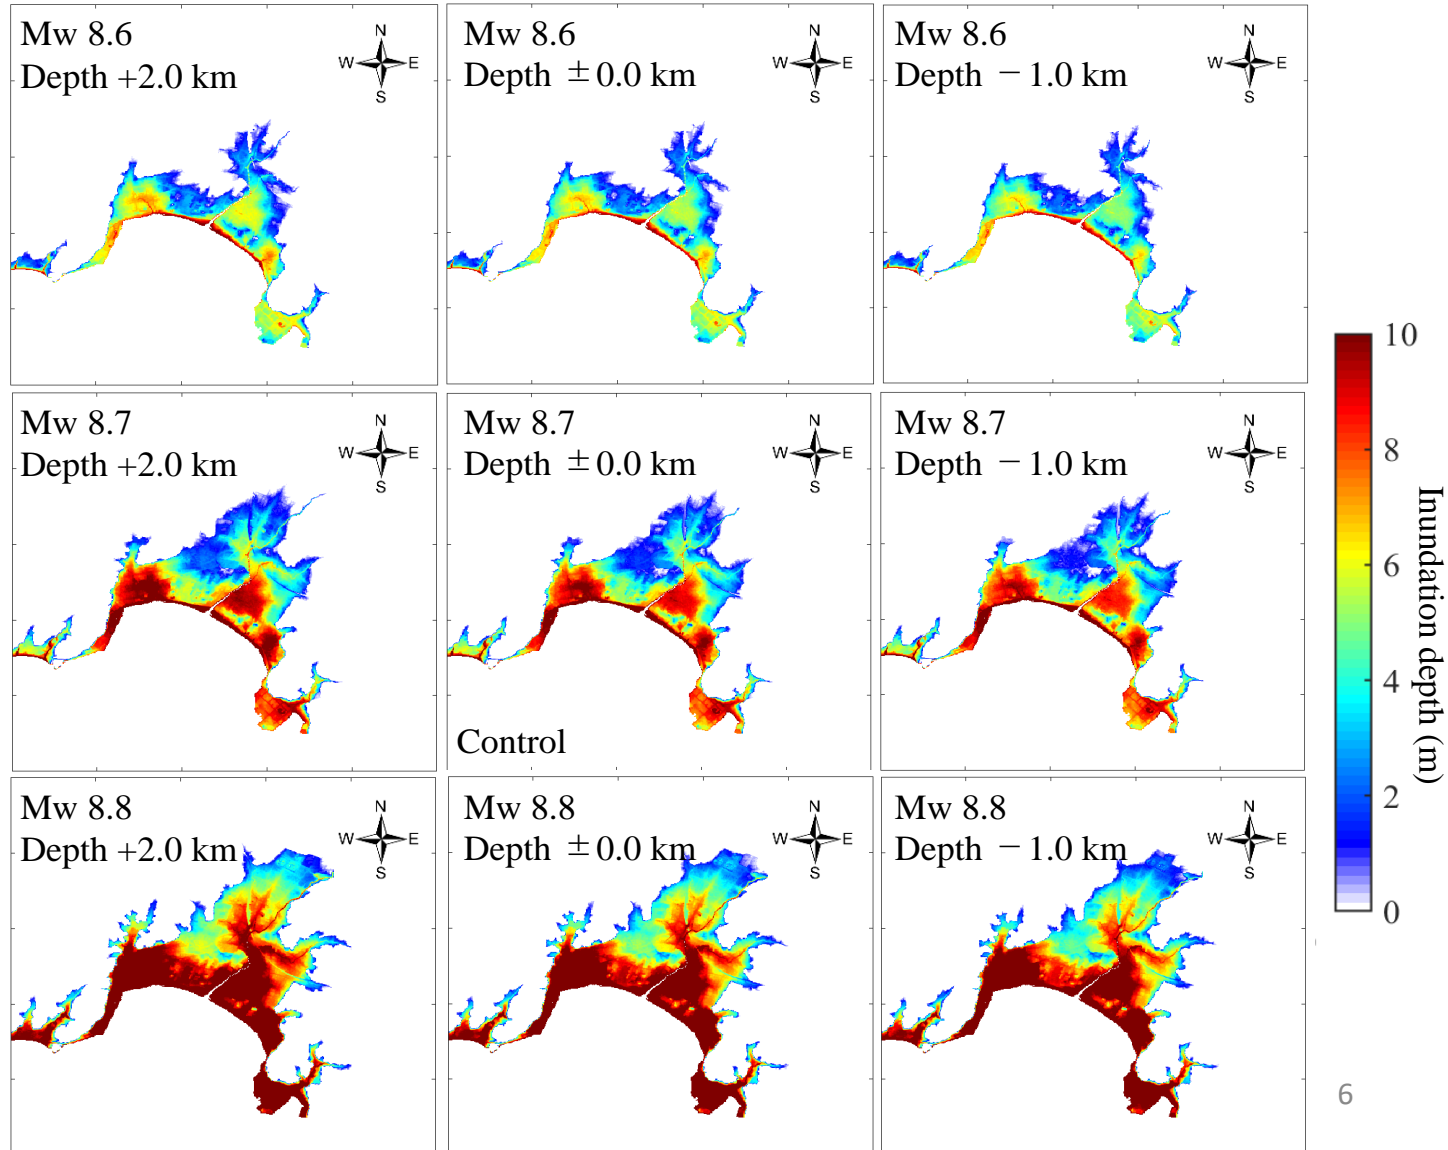 Mw 8.6
Depth +2.0 km
N
W E
S
Mw 8.6
Depth ±0.0 km
N
W E
S
Mw 8.6
Depth −1.0 km
N
W E
S
Mw 8.7
Depth +2.0 km
N
W E
S
Mw 8.7
Depth ±0.0 km
N
W E
S
Control
Mw 8.7
Depth −1.0 km
N
W E
S
Mw 8.8
Depth +2.0 km
N
W E
S
Mw 8.8
Depth ±0.0 km
N
W E
S
Mw 8.8
Depth −1.0 km
N
W E
S
10
8
6
4
2
0
Inundation depth (m)
6